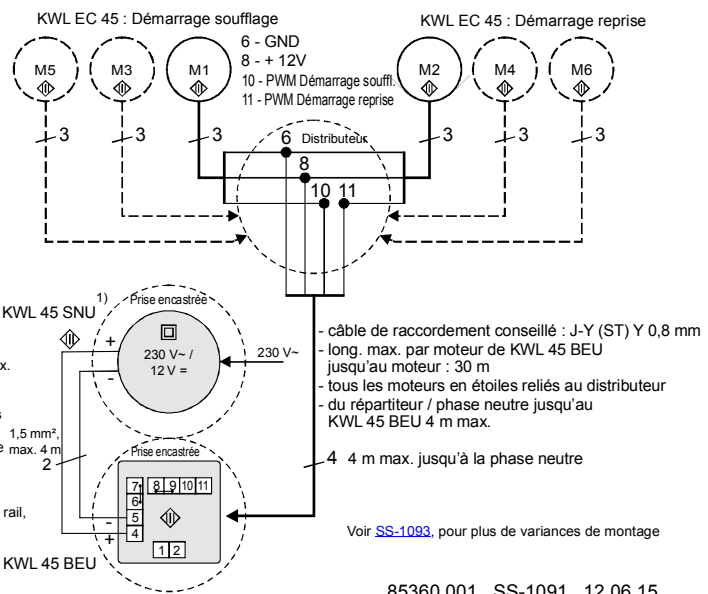 KWL EC 45 : Démarrage soufflage
KWL EC 45 : Démarrage reprise
6 - GND
8 - + 12V
10 - PWM Démarrage souffl.
11 - PWM Démarrage reprise
M5
M3
M1
M2
M4
M6
3
3
3
3
3
3
6 Distributeur
8
10 11
KWL 45 SNU
1)
Prise encastrée
+
-
230 V~ /
12 V =
230 V~
x.
s
1,5 mm²,
e max. 4 m
2
- câble de raccordement conseillé : J-Y (ST) Y 0,8 mm
- long. max. par moteur de KWL 45 BEU
jusqu'au moteur : 30 m
- tous les moteurs en étoiles reliés au distributeur
- du répartiteur / phase neutre jusqu'au
KWL 45 BEU 4 m max.
4 4 m max. jusqu'à la phase neutre
Prise encastrée
7 8 9 10 11
6
5
4
-
+
1 2
rail,
KWL 45 BEU
Voir SS-1093, pour plus de variances de montage
85360.001 SS-1091 12.06.15